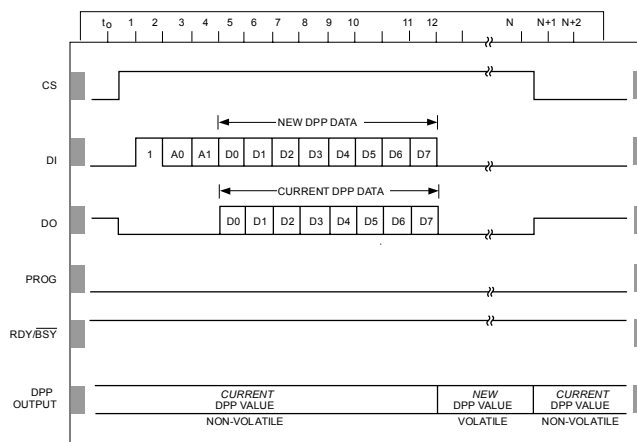 to 1 2 3 4 5 6 7 8 9 10 11 12 N N+1 N+2
CS
NEW DPP DATA
DI 1 A0 A1 D0 D1 D2 D3 D4 D5 D6 D7
CURRENT DPP DATA
DO D0 D1 D2 D3 D4 D5 D6 D7
PROG
RDY/BSY
DPP OUTPUT
CURRENT DPP VALUE
NON-VOLATILE
NEW DPP VALUE
VOLATILE
CURRENT DPP VALUE
NON-VOLATILE